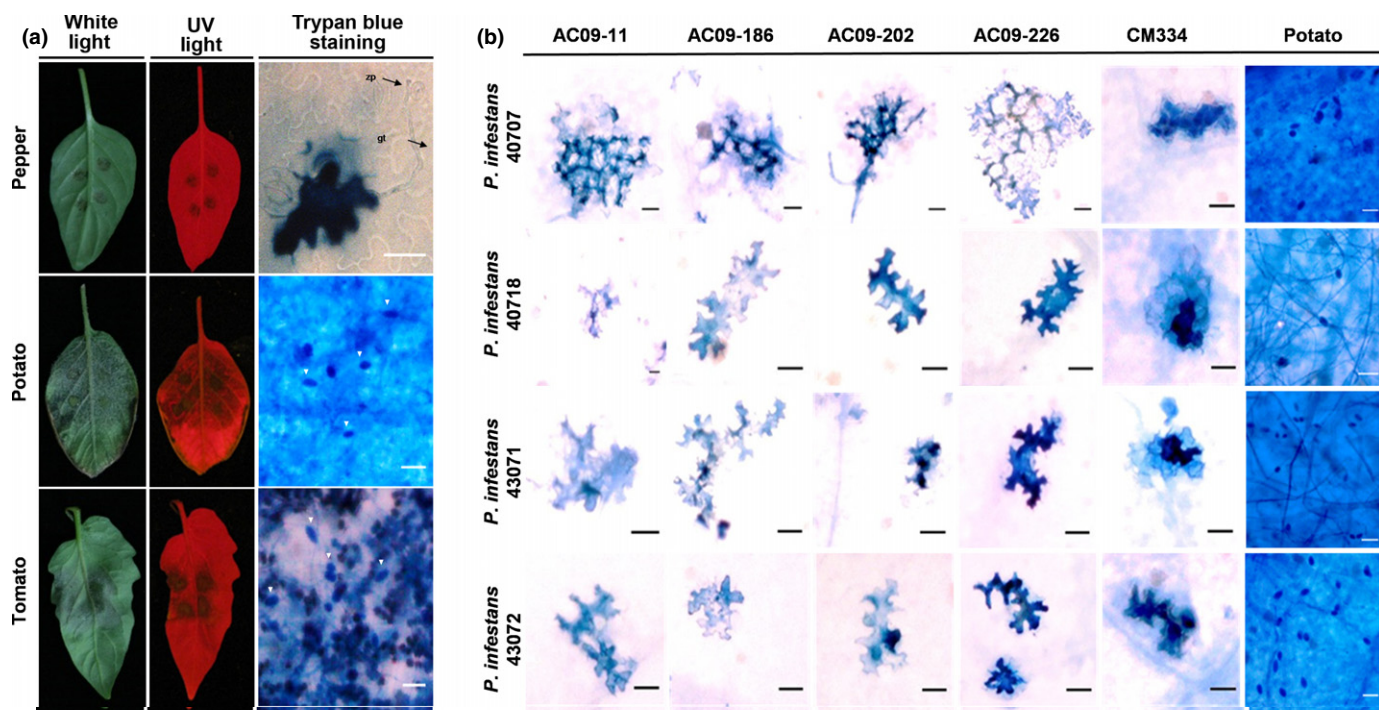 (a)
White light
UV light
Trypan blue staining
Pepper
zp
gt
Potato
Tomato
(b)
AC09-11
AC09-186
AC09-202
AC09-226
CM334
Potato
P. infestans
40707
P. infestans
40718
P. infestans
43071
P. infestans
43072